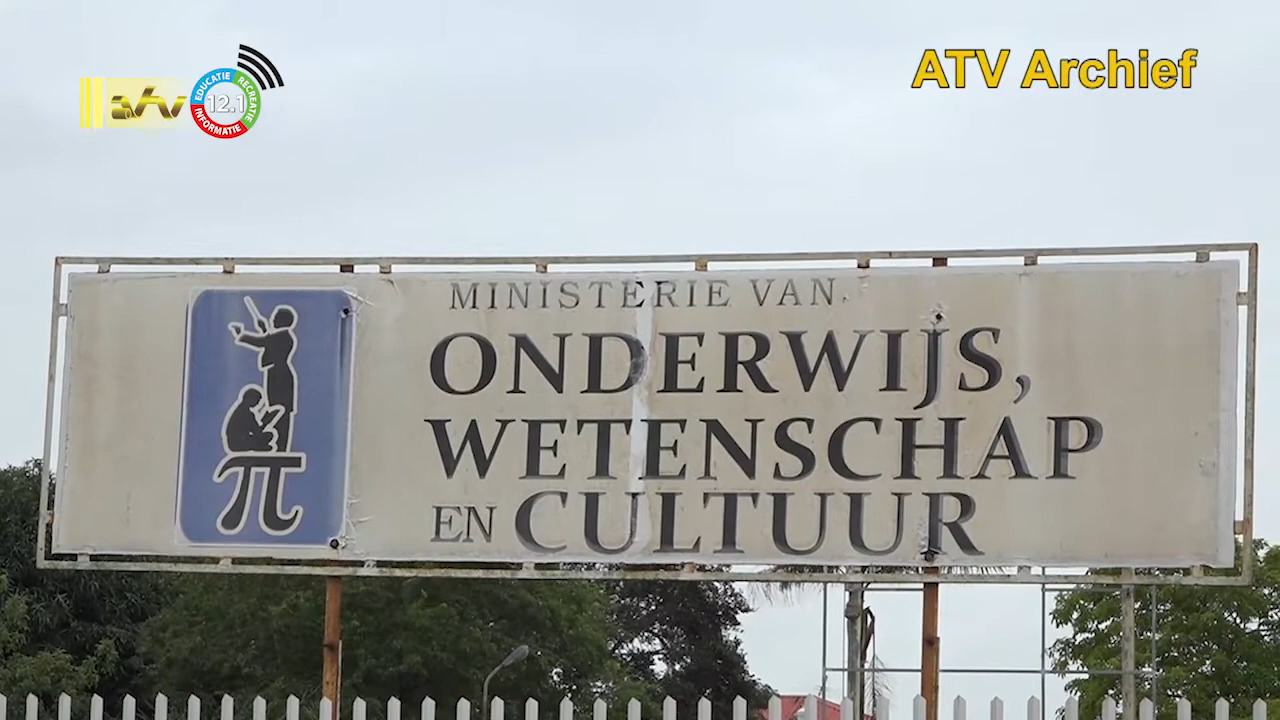 ATV Archief
atv
EDUCATIE RECREATIE INFORMATIE
12.1
MINISTERIE VAN
ONDERWIJS,
WETENSCHAP
EN CULTUUR
π